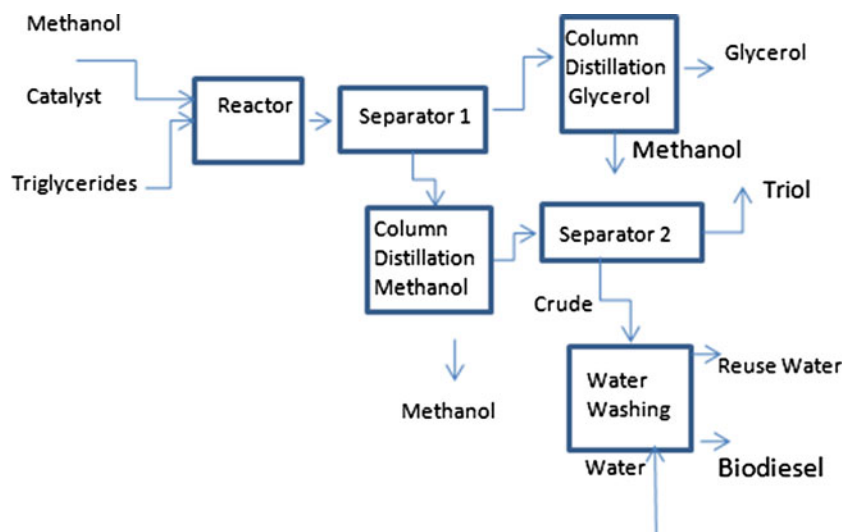 Methanol
Catalyst
Triglycerides
Reactor
Separator 1
Column
Distillation
Glycerol
Glycerol
Methanol
Column
Distillation
Methanol
Methanol
Separator 2
Triol
Crude
Water
Washing
Reuse Water
Biodiesel
Water